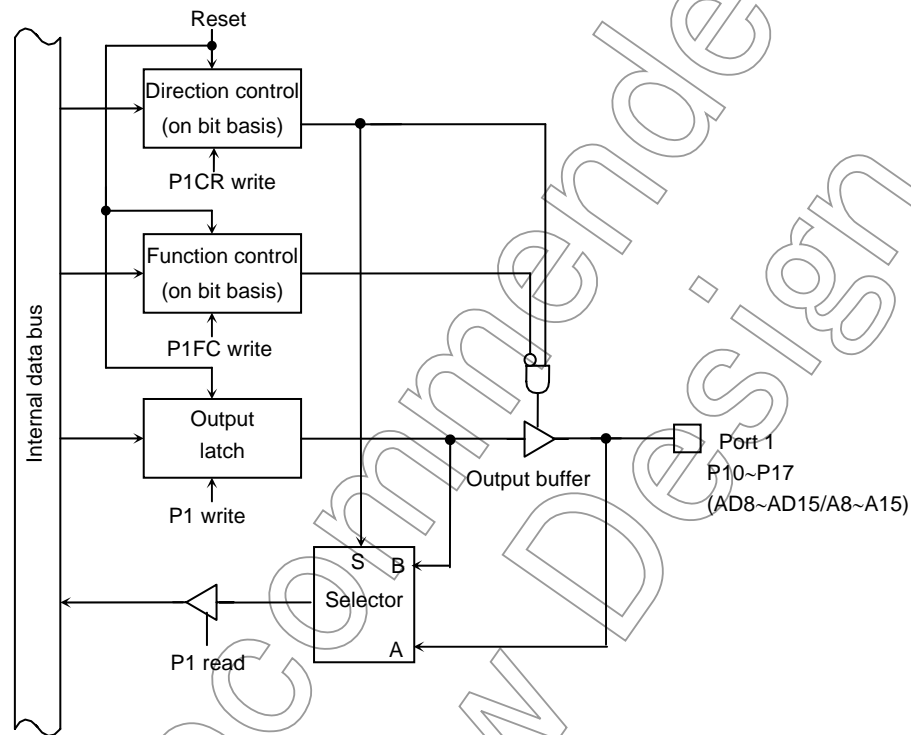 Reset
Direction control
(on bit basis)
P1CR write
Function control
(on bit basis)
P1FC write
Internal data bus
Output
latch
P1 write
Output buffer
Port 1
P10~P17
(AD8~AD15/A8~A15)
S
B
Selector
A
P1 read